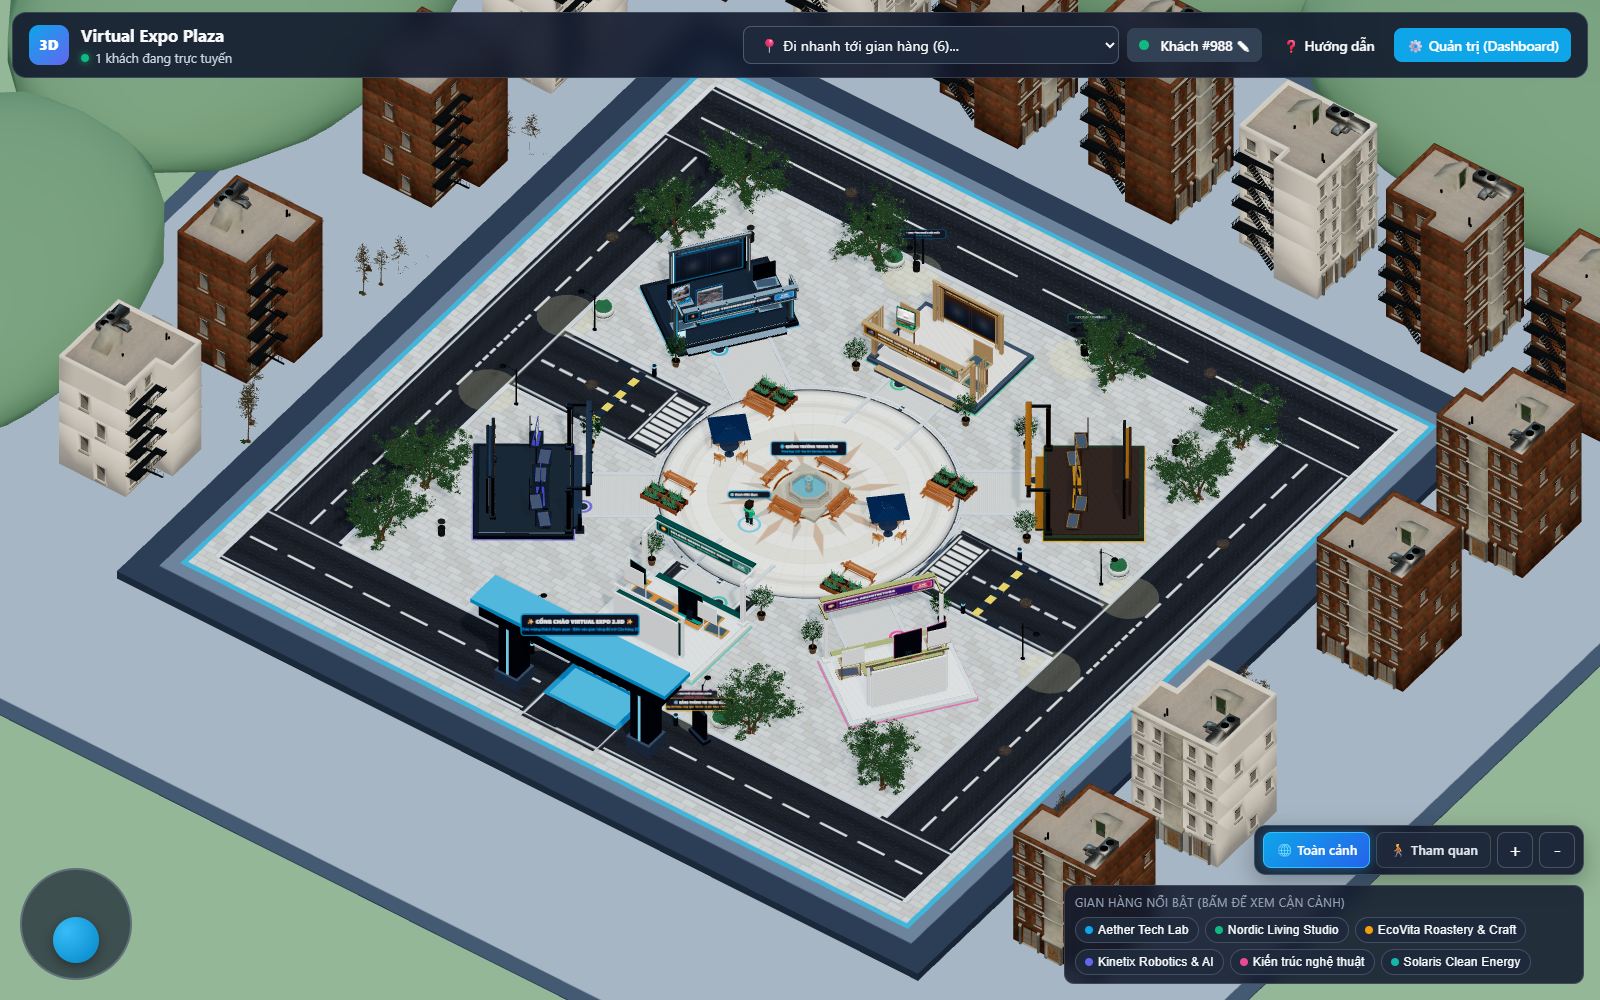 3D
Virtual Expo Plaza
1 khách đang trực tuyến
📍 Đi nhanh tới gian hàng (6)...
Khách #988 ✎
❓ Hướng dẫn
⚙️ Quản trị (Dashboard)
✨ CỔNG CHÀO VIRTUAL EXPO 2.5D ✨
🌐 Toàn cảnh
🚶 Tham quan
+
-
GIAN HÀNG NỔI BẬT (BẤM ĐỂ XEM CẬN CẢNH)
Aether Tech Lab
Nordic Living Studio
EcoVita Roastery & Craft
Kinetix Robotics & AI
Kiến trúc nghệ thuật
Solaris Clean Energy